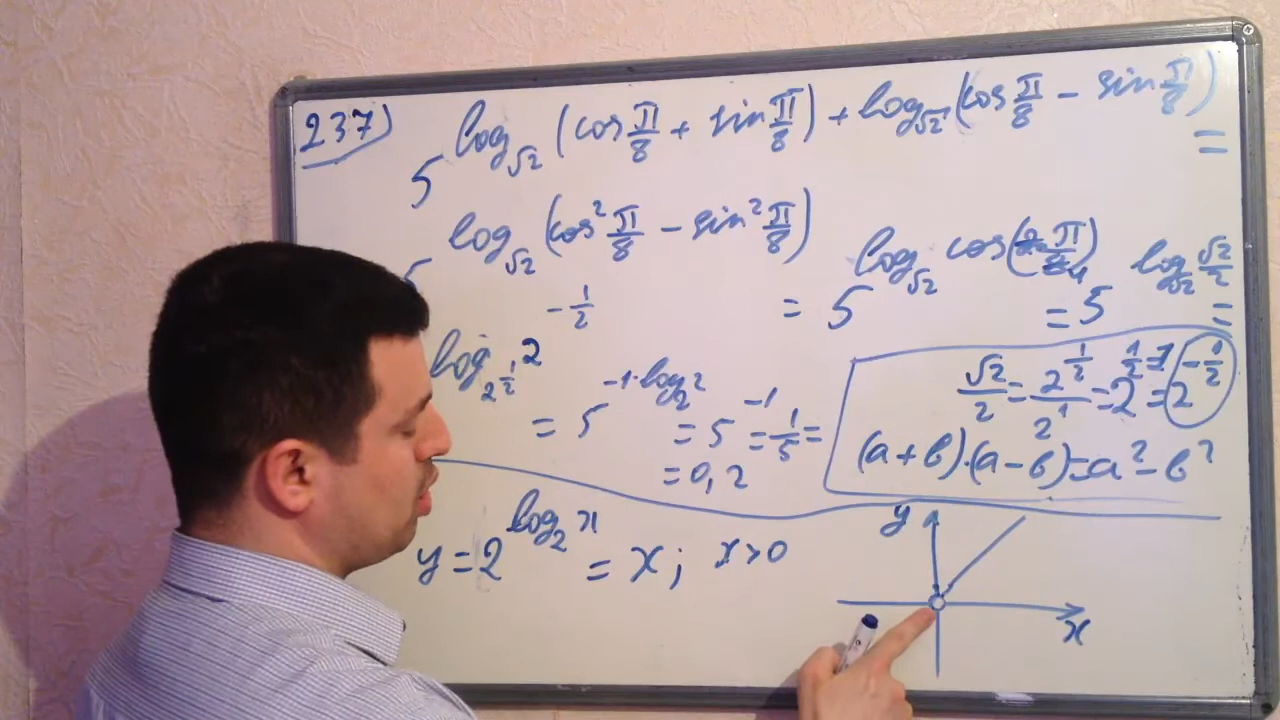 237) 5^(log_√2 (cos π/8 + sin π/8) + log_√2 (cos π/8 − sin π/8)) =
5^(log_√2 (cos² π/8 − sin² π/8)) = 5^(log_√2 cos(π/4)) = 5^(log_√2 √2/2) =
log_(2^(1/2)) 2^(−1/2) = 5^(−1·log_2 2) = 5^(−1) = 1/5 =
= 0,2
√2/2 = 2^(1/2)/2^1 = 2^(1/2 − 1) = 2^(−1/2)
(a+b)·(a−b) = a² − b²
y = 2^(log_2 x) = x; x > 0
y
x